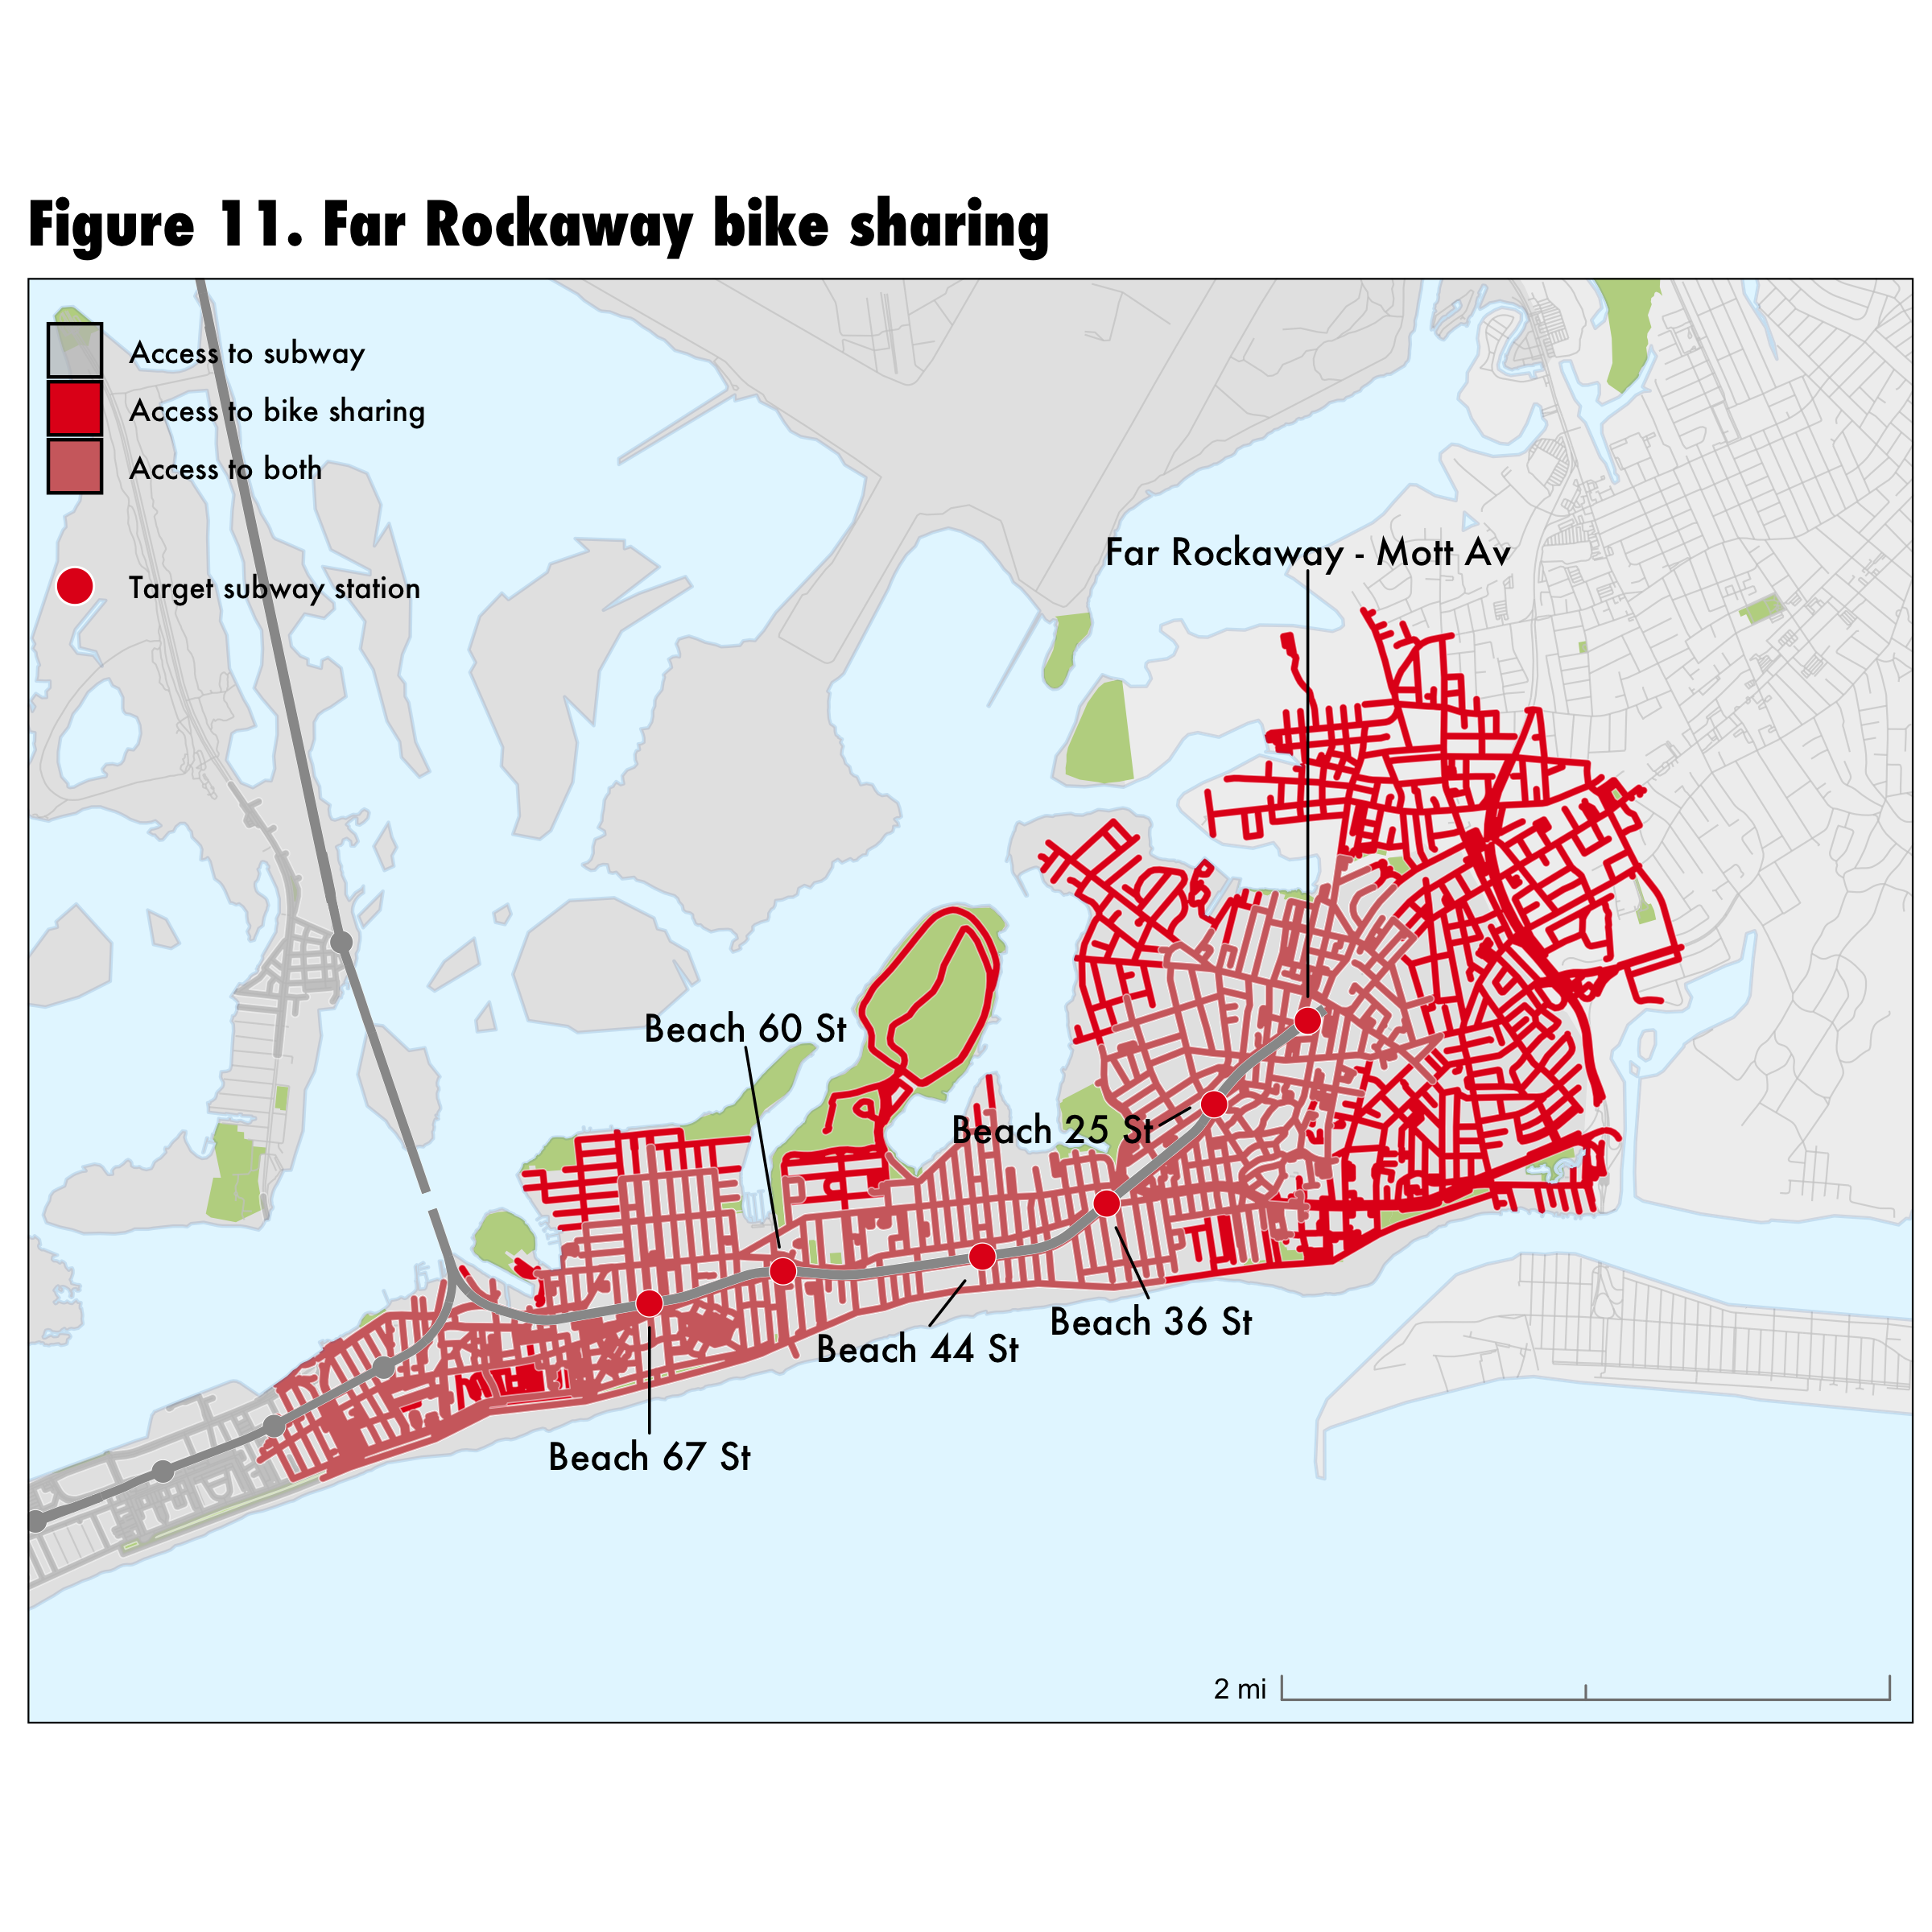 Figure 11. Far Rockaway bike sharing
Access to subway
Access to bike sharing
Access to both
Target subway station
Far Rockaway - Mott Av
Beach 60 St
Beach 25 St
Beach 36 St
Beach 44 St
Beach 67 St
2 mi